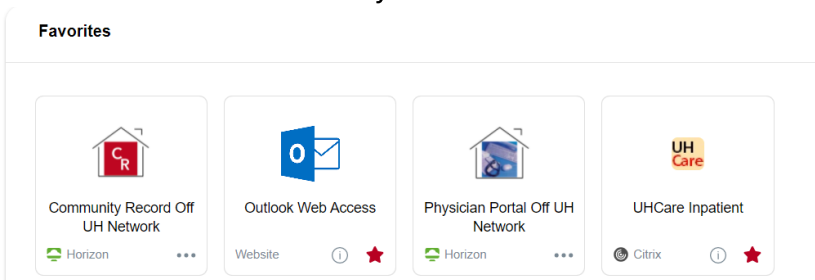 Favorites
CR
O
UH
Care
Community Record Off
UH Network
Outlook Web Access
Physician Portal Off UH
Network
UHCare Inpatient
Horizon
Website
Horizon
Citrix